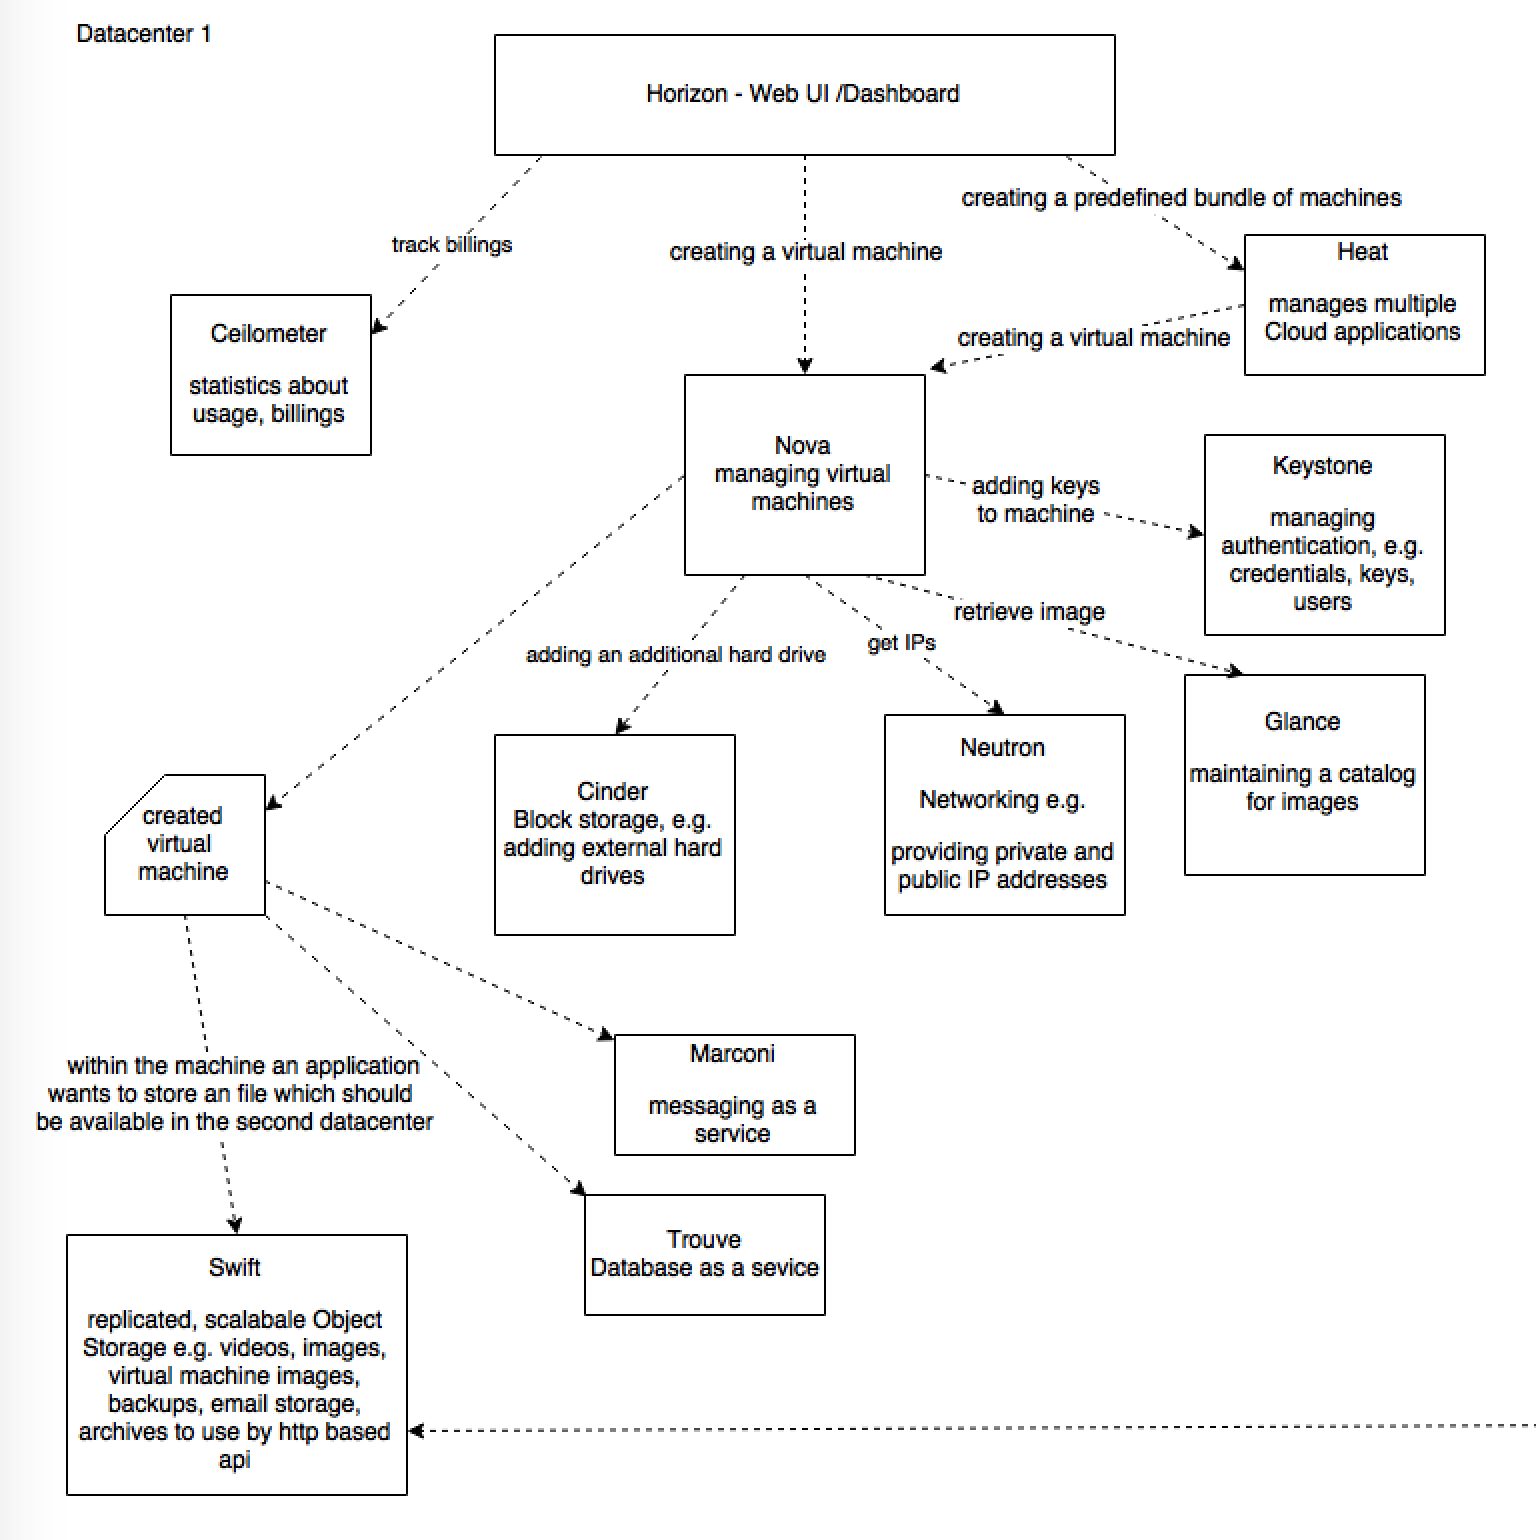 Datacenter 1
Horizon - Web UI /Dashboard
creating a predefined bundle of machines
track billings
creating a virtual machine
Heat
manages multiple
Cloud applications
creating a virtual machine
Ceilometer
statistics about
usage, billings
Nova
managing virtual
machines
adding keys
to machine
Keystone
managing
authentication, e.g.
credentials, keys,
users
retrieve image
get IPs
adding an additional hard drive
Glance
maintaining a catalog
for images
Neutron
Networking e.g.
providing private and
public IP addresses
Cinder
Block storage, e.g.
adding external hard
drives
created
virtual
machine
Marconi
messaging as a
service
within the machine an application
wants to store an file which should
be available in the second datacenter
Trouve
Database as a sevice
Swift
replicated, scalabale Object
Storage e.g. videos, images,
virtual machine images,
backups, email storage,
archives to use by http based
api